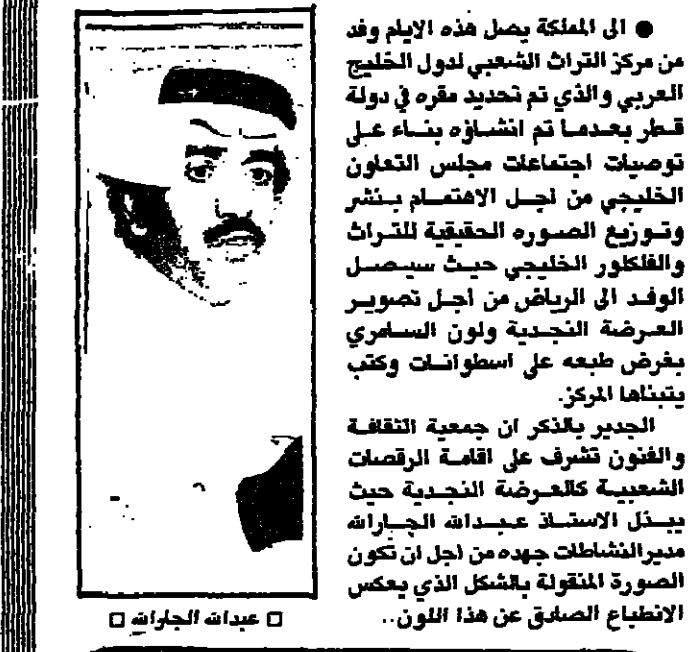 ● الى المملكة يصل هذه الايام وفد
من مركز التراث الشعبي لدول الخليج
العربي والذي تم تحديد مقره في دولة
قطر بعدما تم انشاؤه بناء على
توصيات اجتماعات مجلس التعاون
الخليجي من اجل الاهتمام بنشر
وتوزيع الصوره الحقيقية للتراث
والفلكلور الخليجي حيث سيصل
الوفد الى الرياض من اجل تصوير
العرضة النجدية ولون السامري
بغرض طبعه على اسطوانات وكتب
يتبناها المركز.
الجدير بالذكر ان جمعية الثقافة
والفنون تشرف على اقامة الرقصات
الشعبية كالعرضة النجدية حيث
يبذل الاستاذ عبدالله الجارالله
مدير النشاطات جهده من اجل ان تكون
الصورة المنقولة بالشكل الذي يعكس
الانطباع الصادق عن هذا اللون..
□ عبدالله الجارالله □